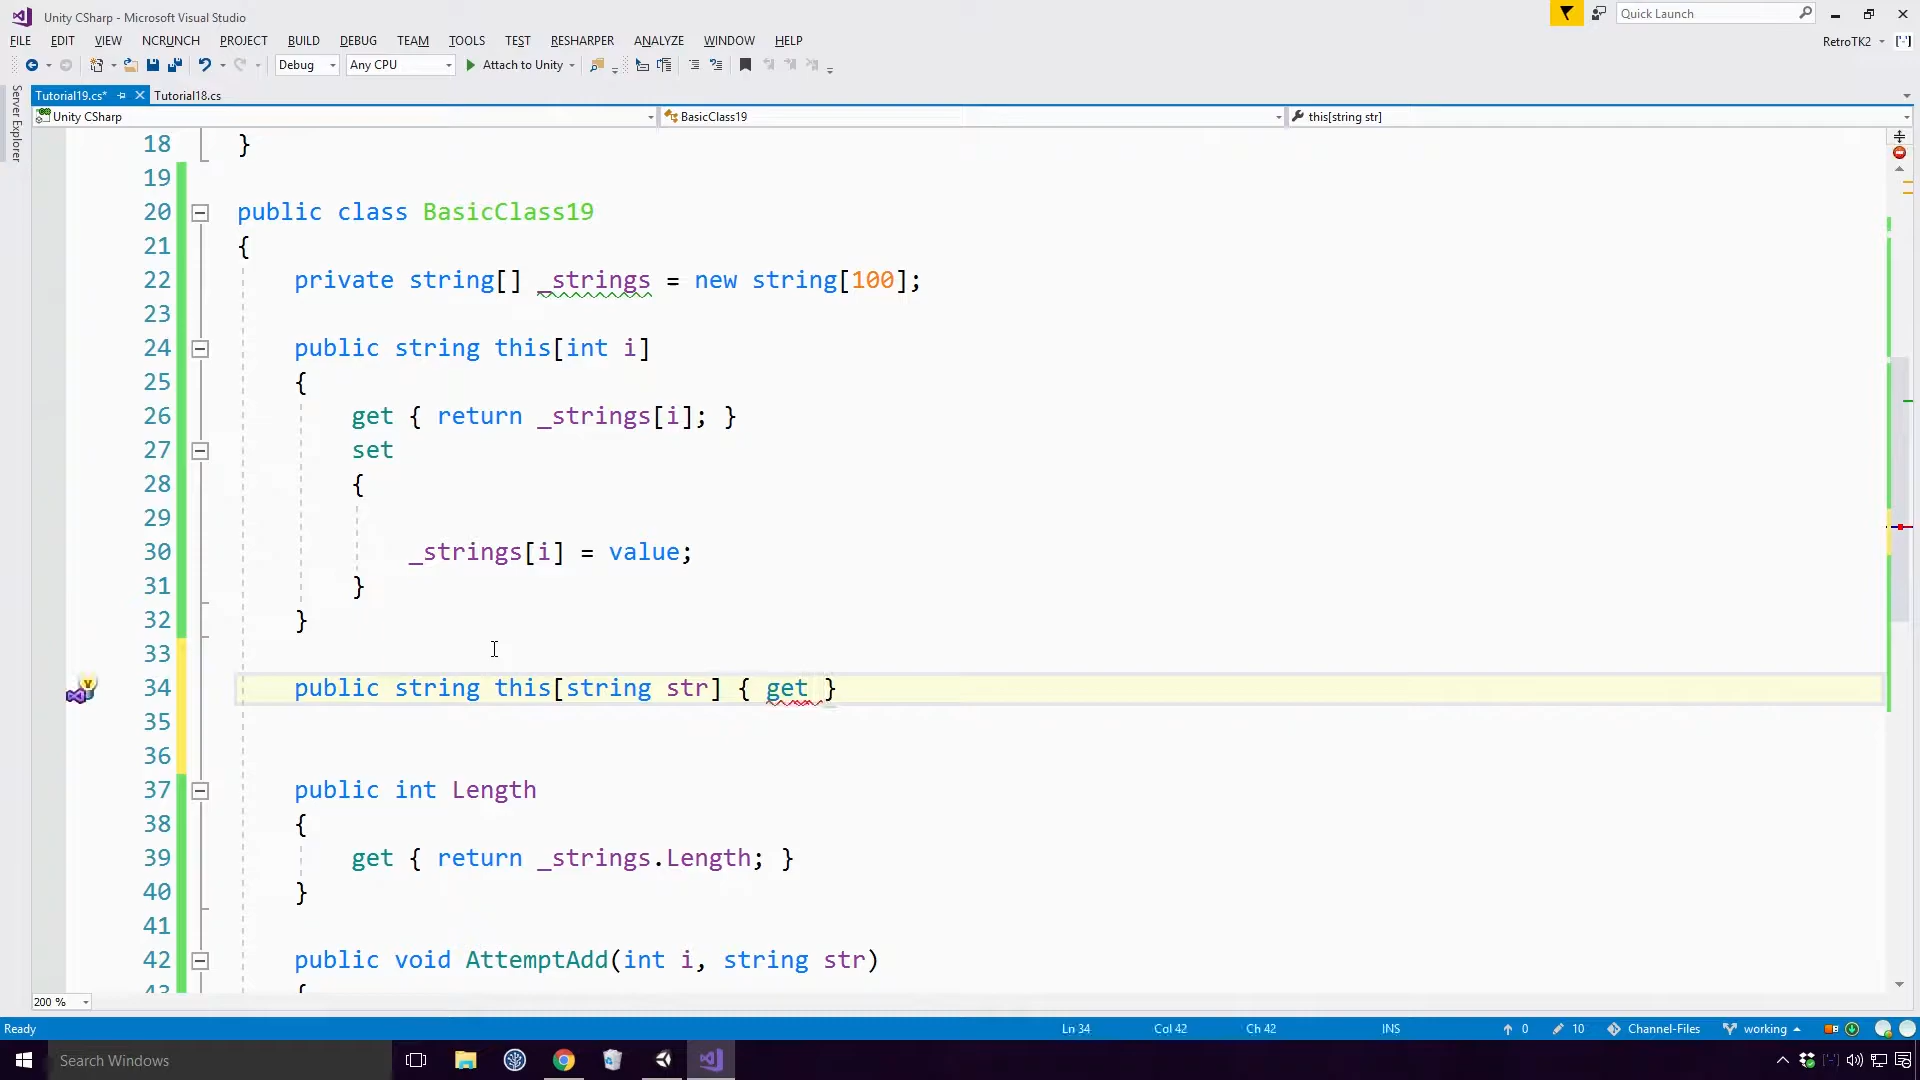 Unity CSharp - Microsoft Visual Studio
Quick Launch
FILE EDIT VIEW NCRUNCH PROJECT BUILD DEBUG TEAM TOOLS TEST RESHARPER ANALYZE WINDOW HELP
RetroTK2
Debug Any CPU Attach to Unity
Server Explorer
Tutorial19.cs* Tutorial18.cs
Unity CSharp BasicClass19 this[string str]
18 }
19
20 public class BasicClass19
21 {
22 private string[] _strings = new string[100];
23
24 public string this[int i]
25 {
26 get { return _strings[i]; }
27 set
28 {
29
30 _strings[i] = value;
31 }
32 }
33
34 public string this[string str] { get }
35
36
37 public int Length
38 {
39 get { return _strings.Length; }
40 }
41
42 public void AttemptAdd(int i, string str)
43 {
200 %
Ready Ln 34 Col 42 Ch 42 INS 0 10 Channel-Files working
Search Windows